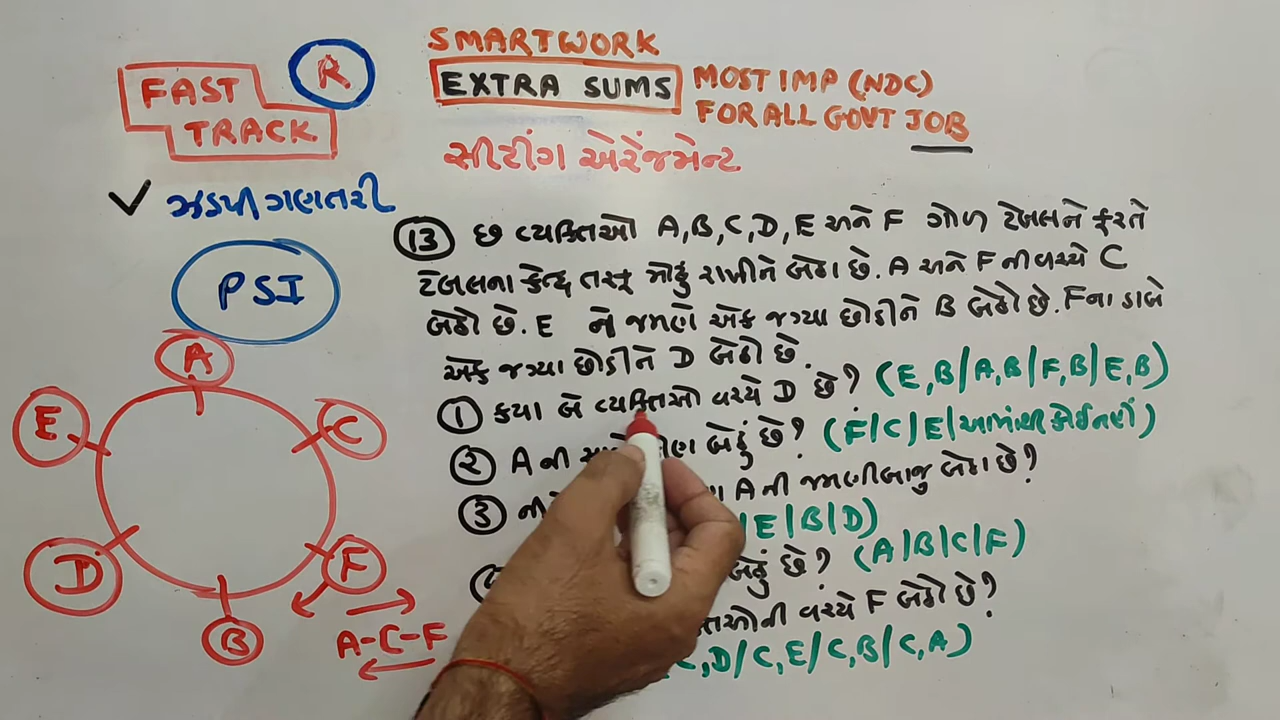 FAST
TRACK
R
SMARTWORK
EXTRA SUMS
MOST IMP (NDC)
FOR ALL GOVT JOB
સીટીંગ એરેંજમેન્ટ
ઝડપી ગણતરી
PSI
(13) છ વ્યક્તિઓ A,B,C,D,E અને F ગોળ ટેબલને ફરતે
ટેબલના કેન્દ્ર તરફ મોઢું રાખીને બેઠા છે. A અને F ની વચ્ચે C
બેઠો છે. E ને જમણે એક જગ્યા છોડીને B બેઠો છે. F ના ડાબે
એક જગ્યા છોડીને D બેઠો છે.
(1) કયા બે વ્યક્તિઓ વચ્ચે D છે? (E,B/A,B/F,B/E,B)
(2) A ની બેઠું છે? (F/C/E/આમાંથી કોઈ નહીં)
(3) A ની જમણીબાજુ બેઠા છે?
/E/B/D)
બેઠું છે? (A/B/C/F)
ની વચ્ચે F બેઠો છે?
C,D/C,E/C,B/C,A)
A
E
C
D
F
B
A-C-F